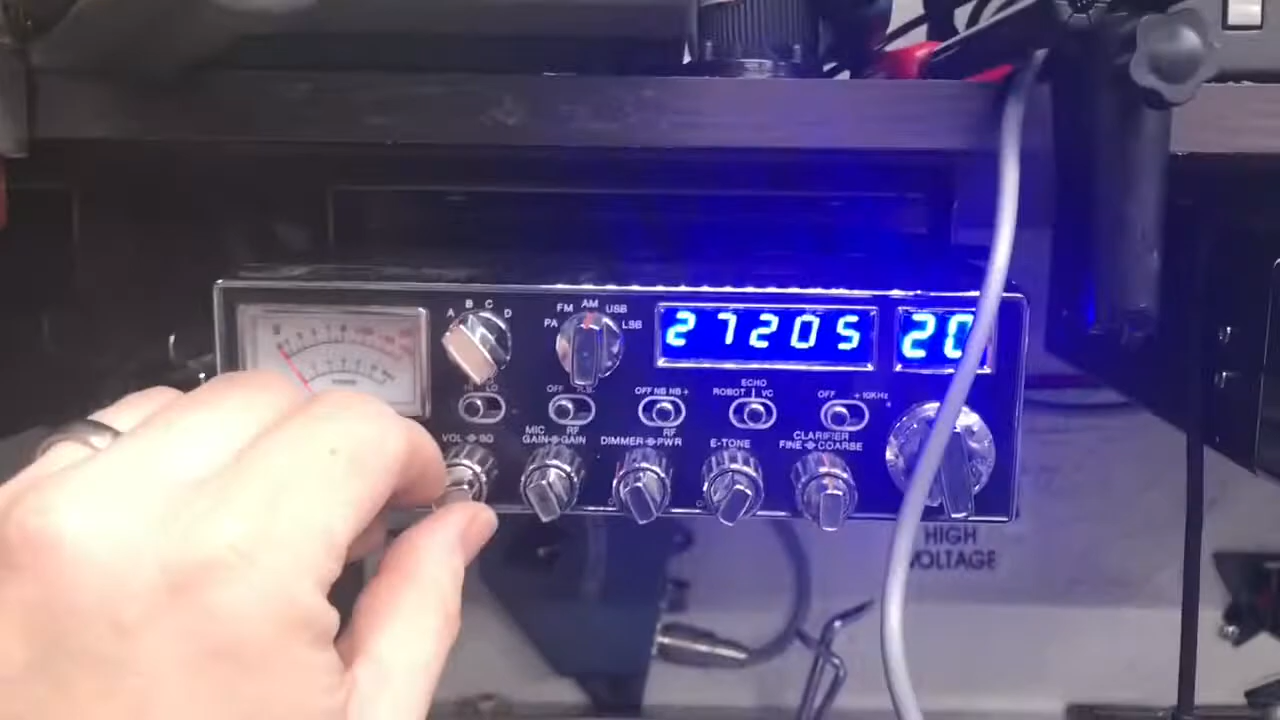 A B C D
PA FM AM USB LSB
27205
20
HI LO
OFF
OFF NB NB+
ECHO
ROBOT VC
OFF +10KHz
VOL SQ
MIC GAIN RF GAIN
DIMMER RF PWR
E-TONE
CLARIFIER
FINE COARSE
HIGH
VOLTAGE